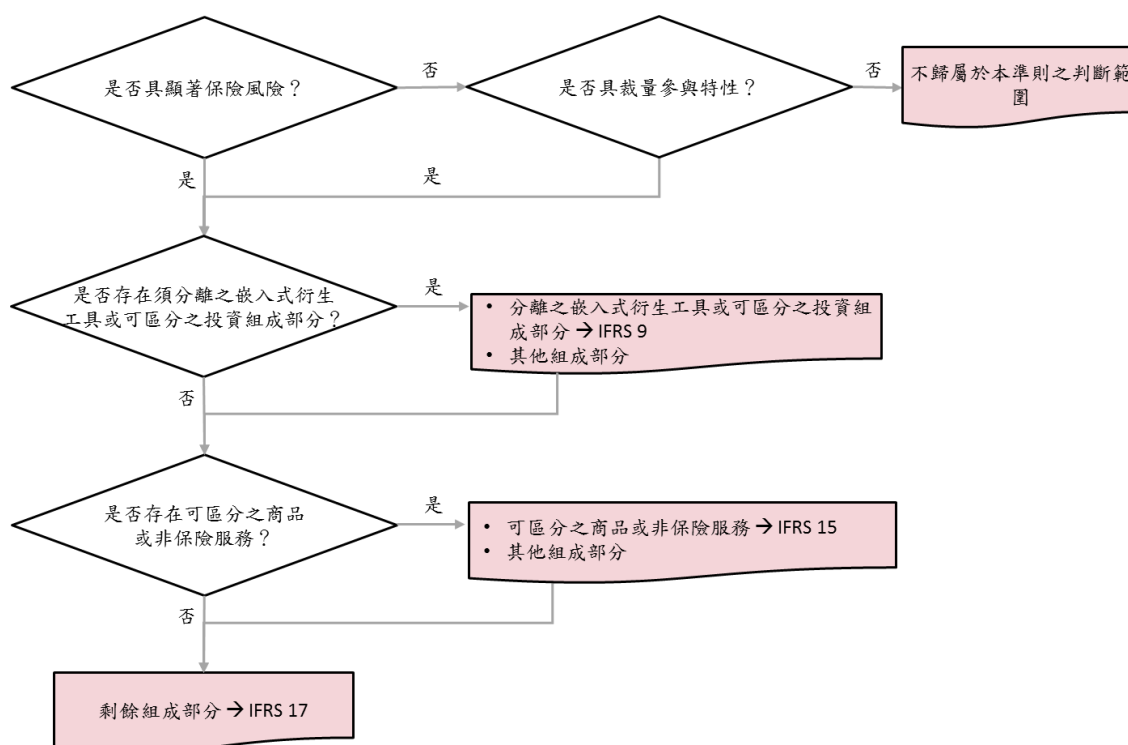 是否具顯著保險風險？
否
是否具裁量參與特性？
否
不歸屬於本準則之判斷範
圍
是
是
是否存在須分離之嵌入式衍生
工具或可區分之投資組成部分？
是
• 分離之嵌入式衍生工具或可區分之投資組
成部分→ IFRS 9
• 其他組成部分
否
是否存在可區分之商品
或非保險服務？
是
• 可區分之商品或非保險服務→ IFRS 15
• 其他組成部分
否
剩餘組成部分→ IFRS 17